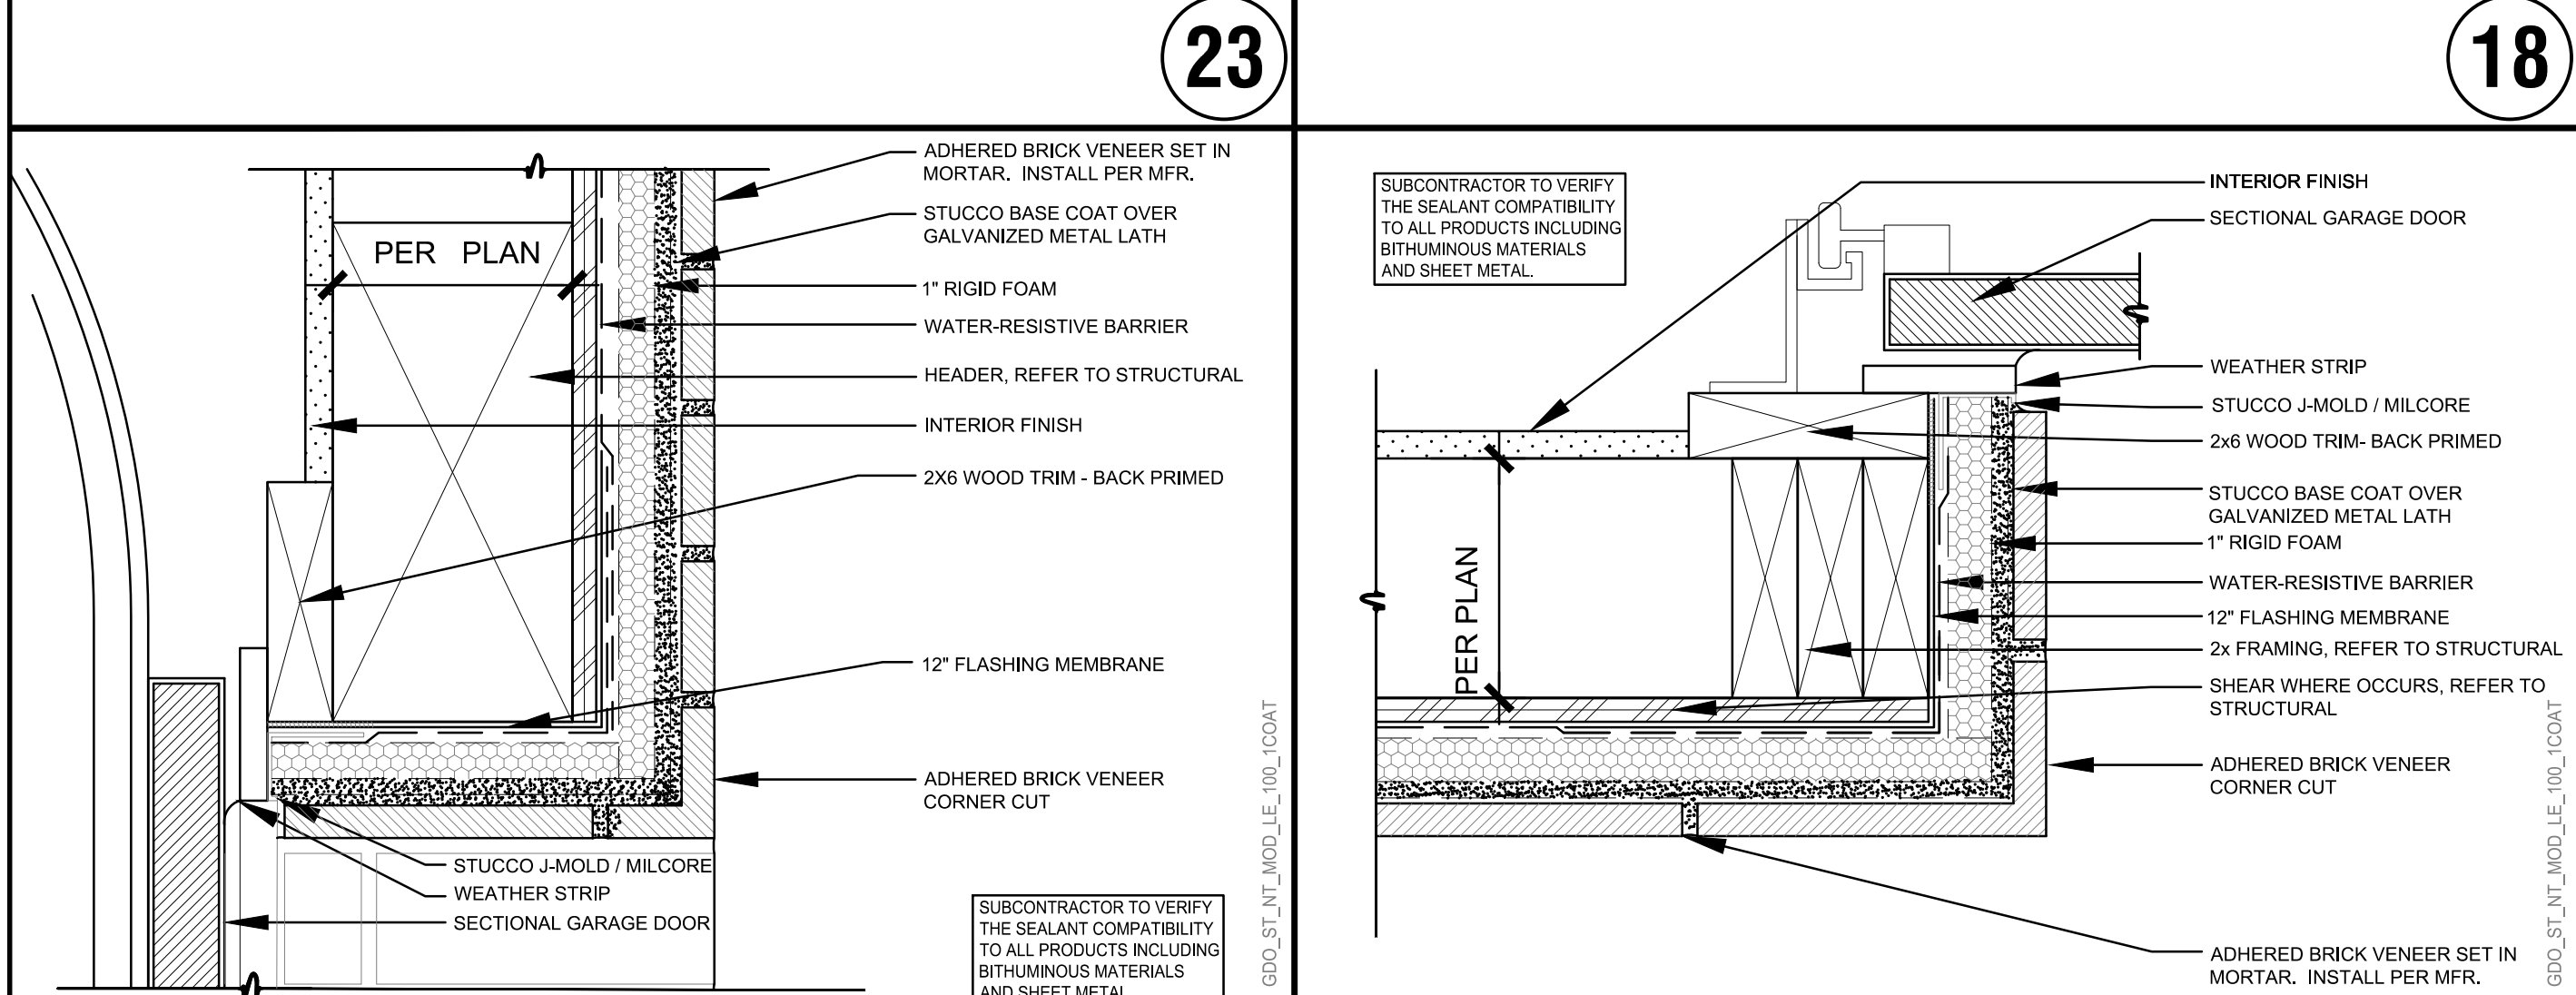 23
ADHERED BRICK VENEER SET IN
MORTAR.  INSTALL PER MFR.
STUCCO BASE COAT OVER
GALVANIZED METAL LATH
PER PLAN
1" RIGID FOAM
WATER-RESISTIVE BARRIER
HEADER, REFER TO STRUCTURAL
INTERIOR FINISH
2X6 WOOD TRIM - BACK PRIMED
12" FLASHING MEMBRANE
ADHERED BRICK VENEER
CORNER CUT
STUCCO J-MOLD / MILCORE
WEATHER STRIP
SECTIONAL GARAGE DOOR
SUBCONTRACTOR TO VERIFY
THE SEALANT COMPATIBILITY
TO ALL PRODUCTS INCLUDING
BITHUMINOUS MATERIALS
AND SHEET METAL.
GDO_ST_NT_MOD_LE_100_1COAT
18
SUBCONTRACTOR TO VERIFY
THE SEALANT COMPATIBILITY
TO ALL PRODUCTS INCLUDING
BITHUMINOUS MATERIALS
AND SHEET METAL.
INTERIOR FINISH
SECTIONAL GARAGE DOOR
WEATHER STRIP
STUCCO J-MOLD / MILCORE
2x6 WOOD TRIM- BACK PRIMED
STUCCO BASE COAT OVER
GALVANIZED METAL LATH
1" RIGID FOAM
WATER-RESISTIVE BARRIER
12" FLASHING MEMBRANE
2x FRAMING, REFER TO STRUCTURAL
SHEAR WHERE OCCURS, REFER TO
STRUCTURAL
PER PLAN
ADHERED BRICK VENEER
CORNER CUT
ADHERED BRICK VENEER SET IN
MORTAR.  INSTALL PER MFR.
GDO_ST_NT_MOD_LE_100_1COAT